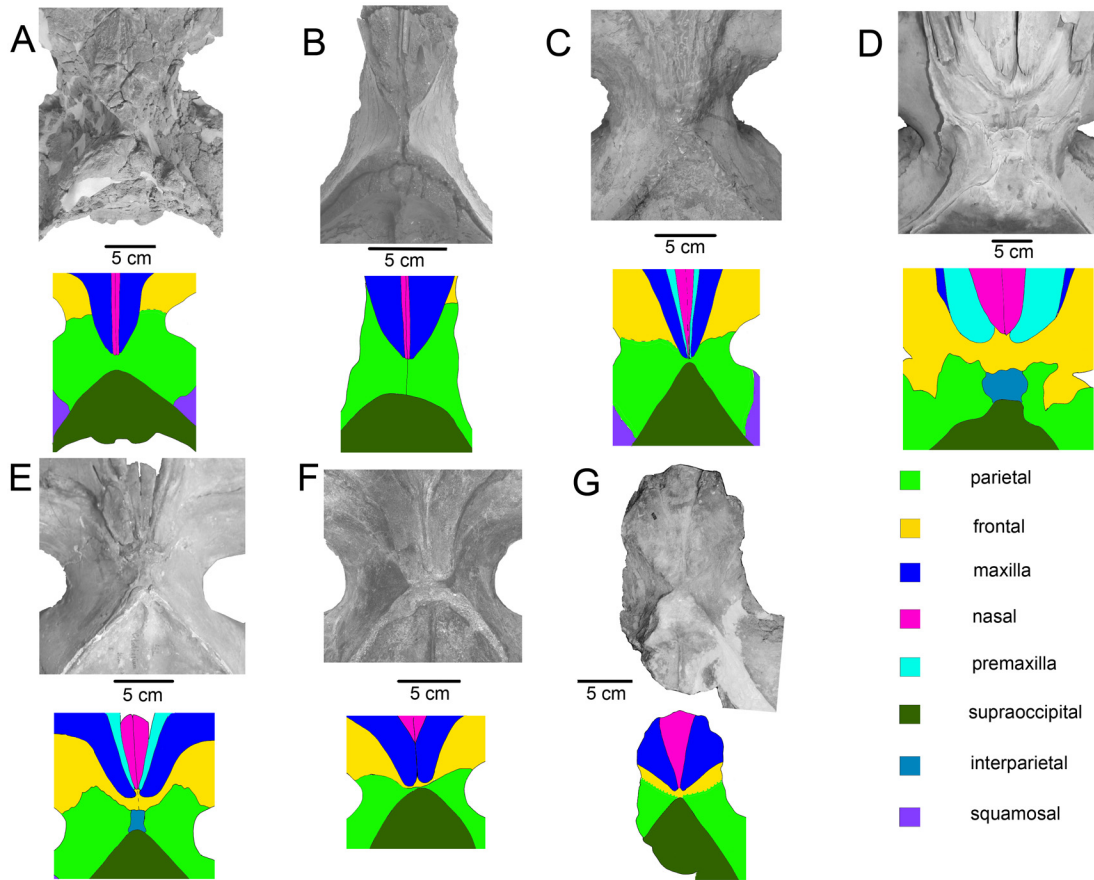 A
B
C
D
5 cm
5 cm
5 cm
5 cm
E
F
G
5 cm
5 cm
5 cm
parietal
frontal
maxilla
nasal
premaxilla
supraoccipital
interparietal
squamosal